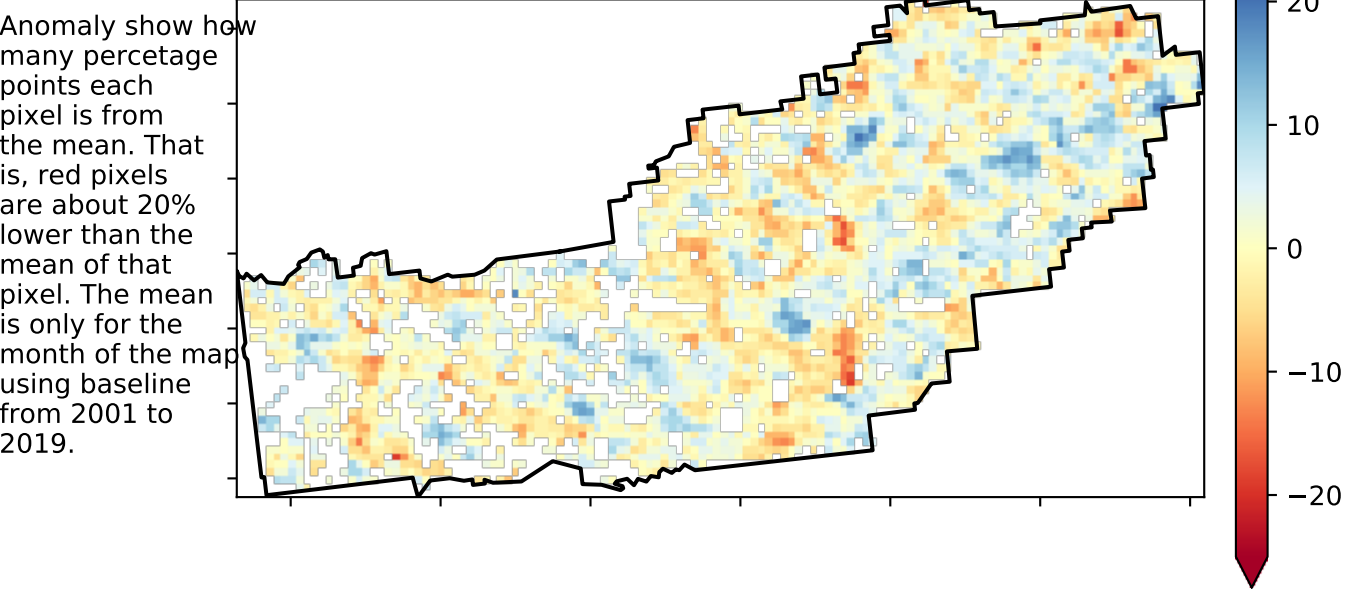 Anomaly show how
many percetage
points each
pixel is from
the mean. That
is, red pixels
are about 20%
lower than the
mean of that
pixel. The mean
is only for the
month of the map
using baseline
from 2001 to
2019.
20
10
0
−10
−20